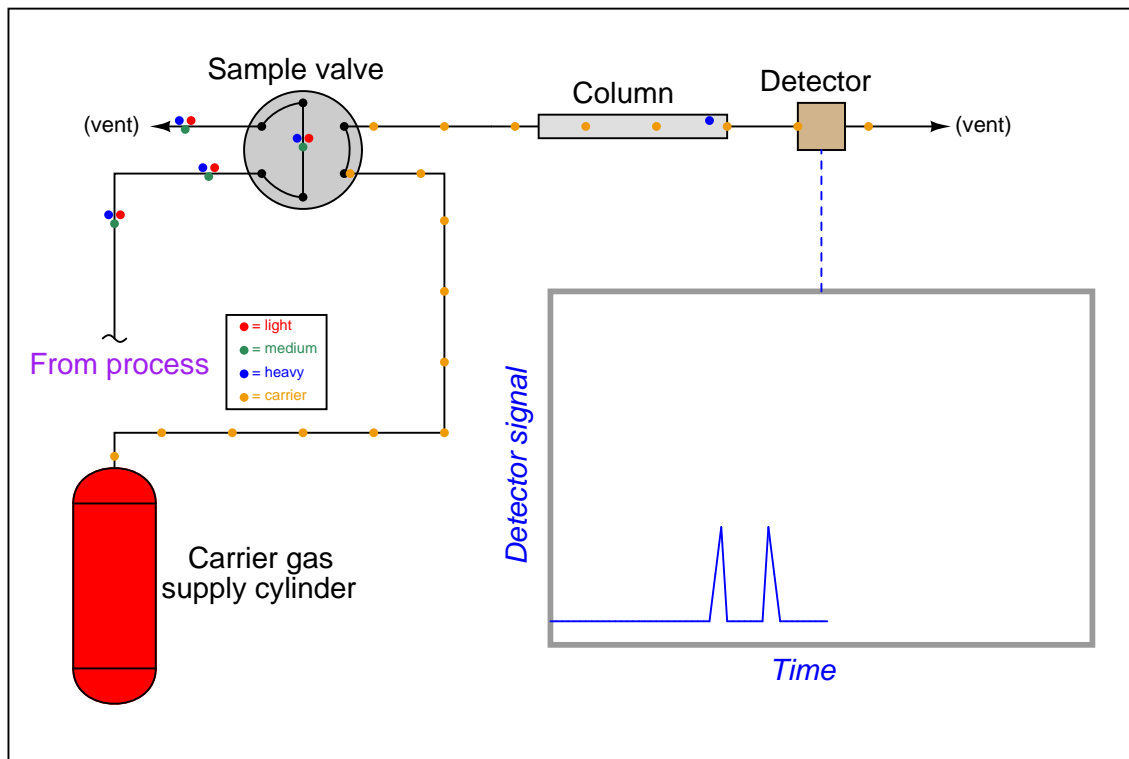 Sample valve
Column
Detector
(vent)
(vent)
From process
= light
= medium
= heavy
= carrier
Detector signal
Carrier gas
supply cylinder
Time